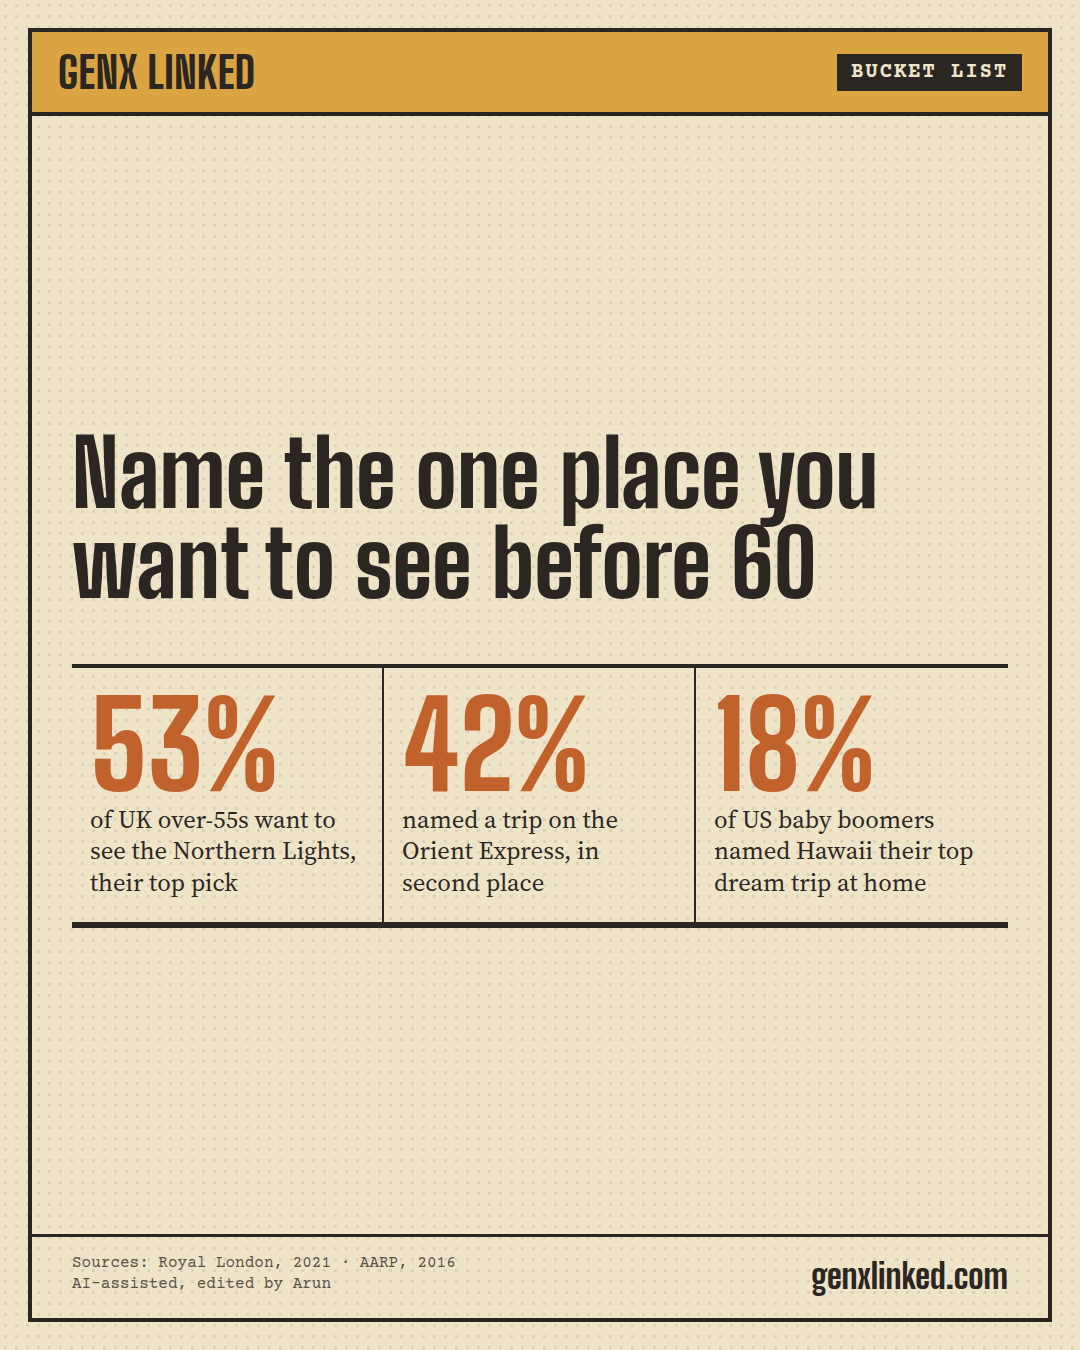 GENX LINKED
BUCKET LIST
Name the one place you
want to see before 60
53%
of UK over-55s want to
see the Northern Lights,
their top pick
42%
named a trip on the
Orient Express, in
second place
18%
of US baby boomers
named Hawaii their top
dream trip at home
Sources: Royal London, 2021 · AARP, 2016
AI-assisted, edited by Arun
genxlinked.com